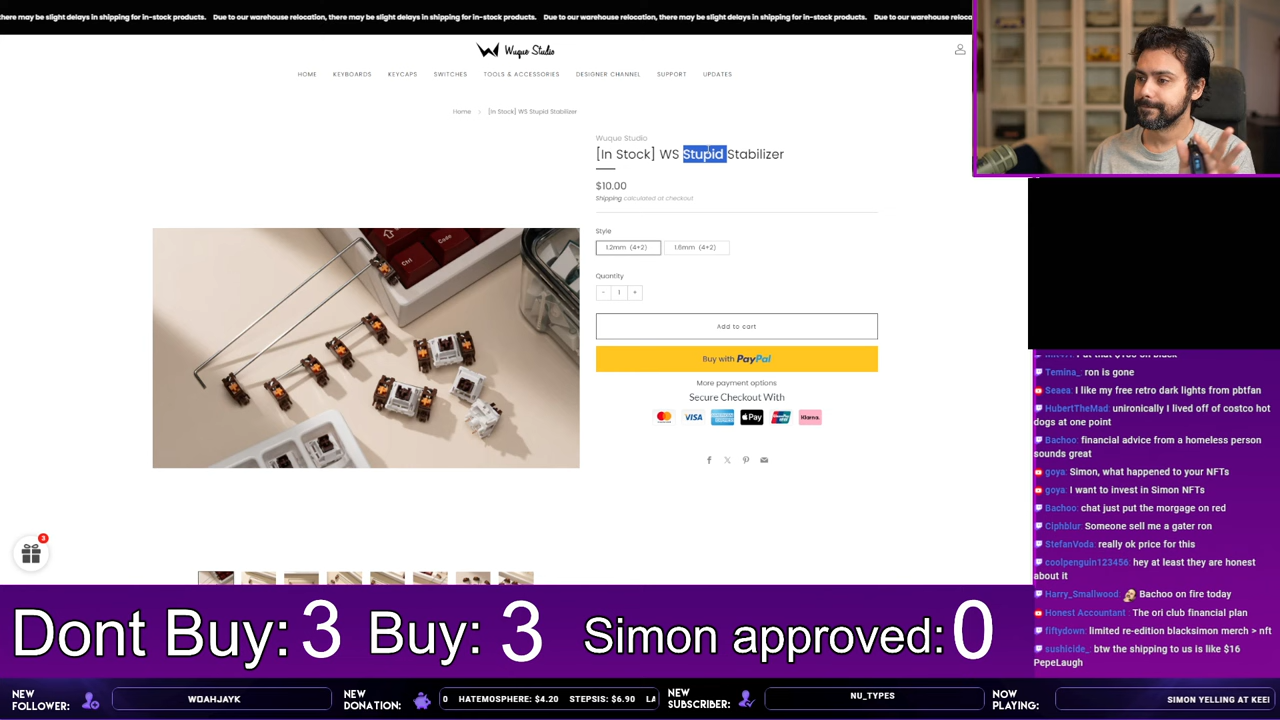 here may be slight delays in shipping for in-stock products. Due to our warehouse relocation, there may be slight delays in shipping for in-stock products. Due to our warehouse relocation, there may be slight delays in shipping for in-stock products. Due to our warehouse reloca
Wuque Studio
HOME KEYBOARDS KEYCAPS SWITCHES TOOLS & ACCESSORIES DESIGNER CHANNEL SUPPORT UPDATES
Home > [In Stock] WS Stupid Stabilizer
Wuque Studio
[In Stock] WS Stupid Stabilizer
$10.00
Shipping calculated at checkout
Style
1.2mm (4+2) 1.6mm (4+2)
Quantity
- 1 +
Add to cart
Buy with PayPal
More payment options
Secure Checkout With
VISA Pay Klarna
Code
Ctrl
3
Temina_: ron is gone
Seaea: I like my free retro dark lights from pbtfan
HubertTheMad: unironically I lived off of costco hot
dogs at one point
Bachoo: financial advice from a homeless person
sounds great
goya: Simon, what happened to your NFTs
goya: I want to invest in Simon NFTs
Bachoo: chat just put the morgage on red
Ciphblur: Someone sell me a gater ron
StefanVoda: really ok price for this
coolpenguin123456: hey at least they are honest
about it
Harry_Smallwood: Bachoo on fire today
Honest Accountant: The ori club financial plan
fiftydown: limited re-edition blacksimon merch > nft
sushicide_: btw the shipping to us is like $16
PepeLaugh
Dont Buy: 3 Buy: 3 Simon approved: 0
NEW
FOLLOWER:
WOAHJAYK
NEW
DONATION:
0 HATEMOSPHERE: $4.20 STEPSIS: $6.90 LA
NEW
SUBSCRIBER:
NU_TYPES
NOW
PLAYING:
SIMON YELLING AT KEEI